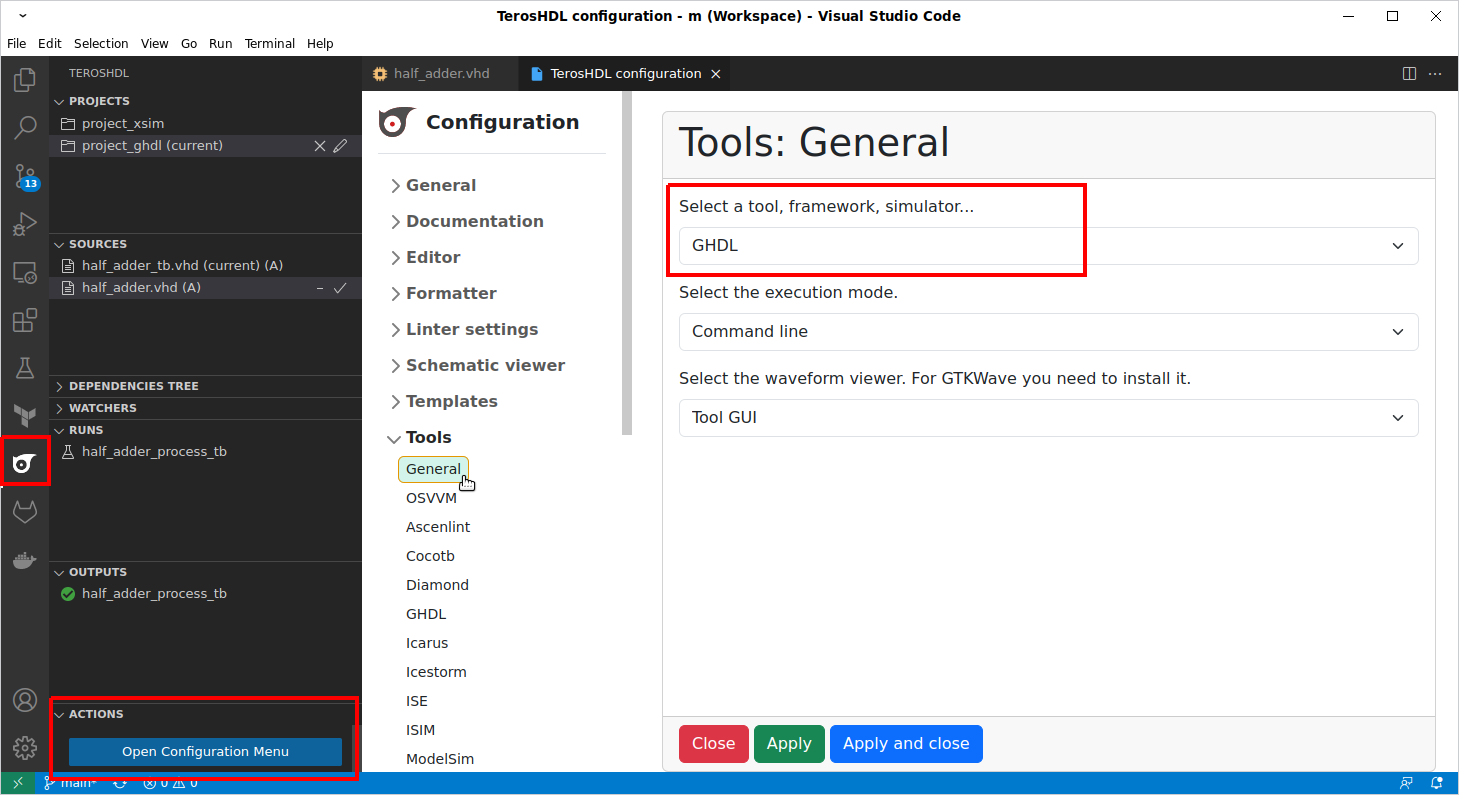 TerosHDL configuration - m (Workspace) - Visual Studio Code
File Edit Selection View Go Run Terminal Help
TEROSHDL
PROJECTS
project_xsim
project_ghdl (current)
13
SOURCES
half_adder_tb.vhd (current) (A)
half_adder.vhd (A)
DEPENDENCIES TREE
WATCHERS
RUNS
half_adder_process_tb
OUTPUTS
half_adder_process_tb
ACTIONS
Open Configuration Menu
half_adder.vhd
TerosHDL configuration
Configuration
General
Documentation
Editor
Formatter
Linter settings
Schematic viewer
Templates
Tools
General
OSVVM
Ascenlint
Cocotb
Diamond
GHDL
Icarus
Icestorm
ISE
ISIM
ModelSim
Tools: General
Select a tool, framework, simulator...
GHDL
Select the execution mode.
Command line
Select the waveform viewer. For GTKWave you need to install it.
Tool GUI
Close Apply Apply and close
main* 0 0